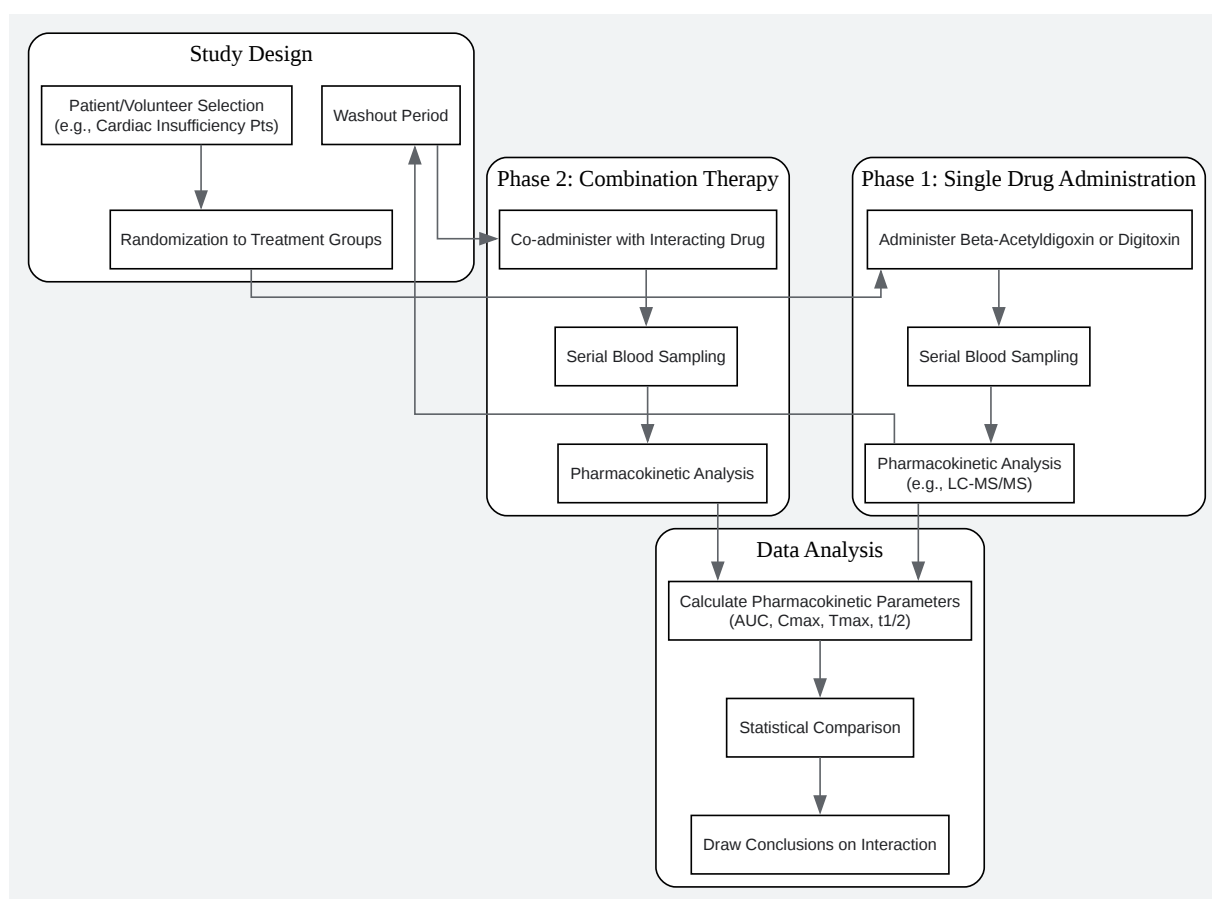 Study Design
Patient/Volunteer Selection
(e.g., Cardiac Insufficiency Pts)
Washout Period
Randomization to Treatment Groups
Phase 2: Combination Therapy
Co-administer with Interacting Drug
Serial Blood Sampling
Pharmacokinetic Analysis
Phase 1: Single Drug Administration
Administer Beta-Acetyldigoxin or Digitoxin
Serial Blood Sampling
Pharmacokinetic Analysis
(e.g., LC-MS/MS)
Data Analysis
Calculate Pharmacokinetic Parameters
(AUC, Cmax, Tmax, t1/2)
Statistical Comparison
Draw Conclusions on Interaction